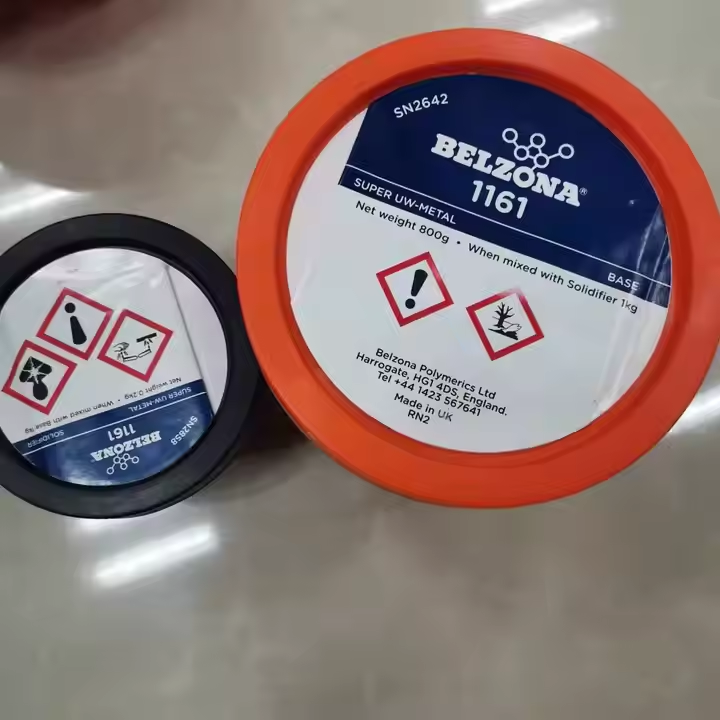 SN2642
BELZONA®
1161
SUPER UW-METAL
BASE
Net weight 800g • When mixed with Solidifier 1kg
Belzona Polymerics Ltd
Harrogate, HG1 4DS, England.
Tel +44 1423 567641
Made in UK
RN2
SN2858
BELZONA
1161
SUPER UW-METAL
SOLIDIFIER
Net weight 0.2kg • When mixed with Base 1kg